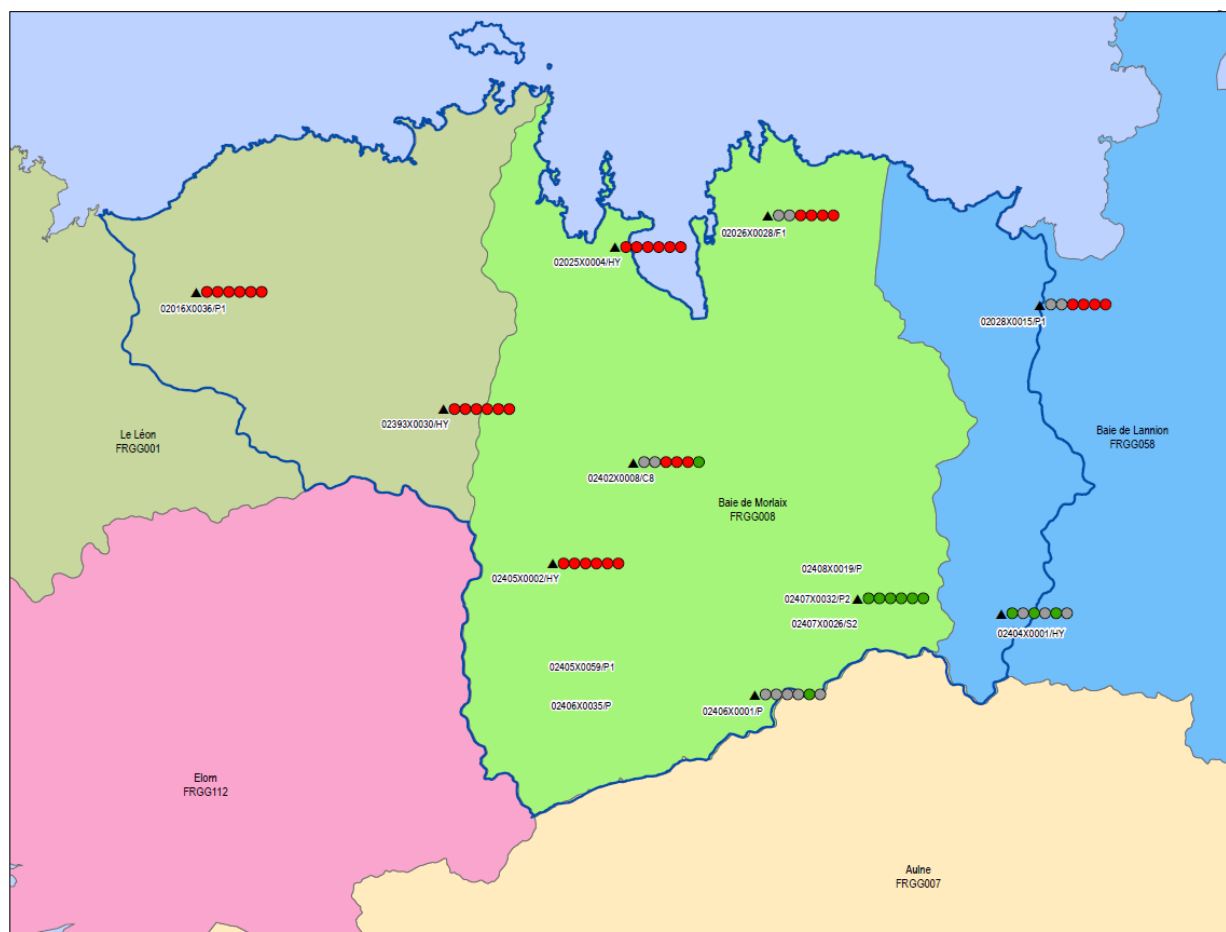 02026X0028/F1
02025X0004/HY
02016X0036/P1
02028X0015/P1
02393X0030/HY
Le Léon
FRGG001
Baie de Lannion
FRGG058
02402X0008/C8
Baie de Morlaix
FRGG008
02408X0019/P
02405X0002/HY
02407X0032/P2
02407X0026/S2
02404X0001/HY
02405X0059/P1
02406X0035/P
02406X0001/P
Elorn
FRGG112
Aulne
FRGG007